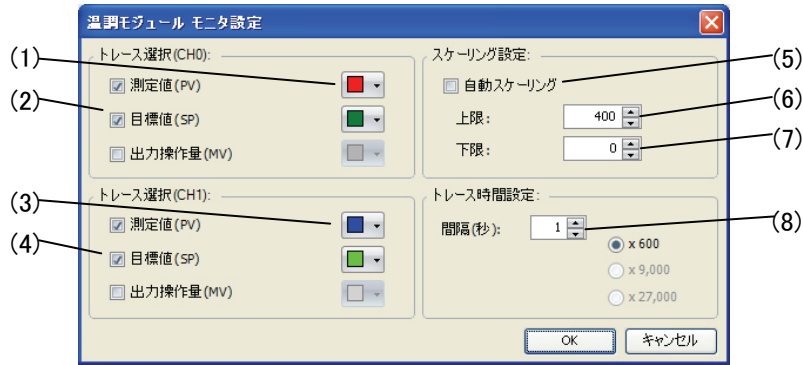 温調モジュール モニタ設定
トレース選択(CH0):
(1)
測定値(PV)
(2)
目標値(SP)
出力操作量(MV)
トレース選択(CH1):
(3)
測定値(PV)
(4)
目標値(SP)
出力操作量(MV)
スケーリング設定:
自動スケーリング
(5)
上限: 400
(6)
下限: 0
(7)
トレース時間設定:
間隔(秒): 1
(8)
x 600
x 9,000
x 27,000
OK キャンセル